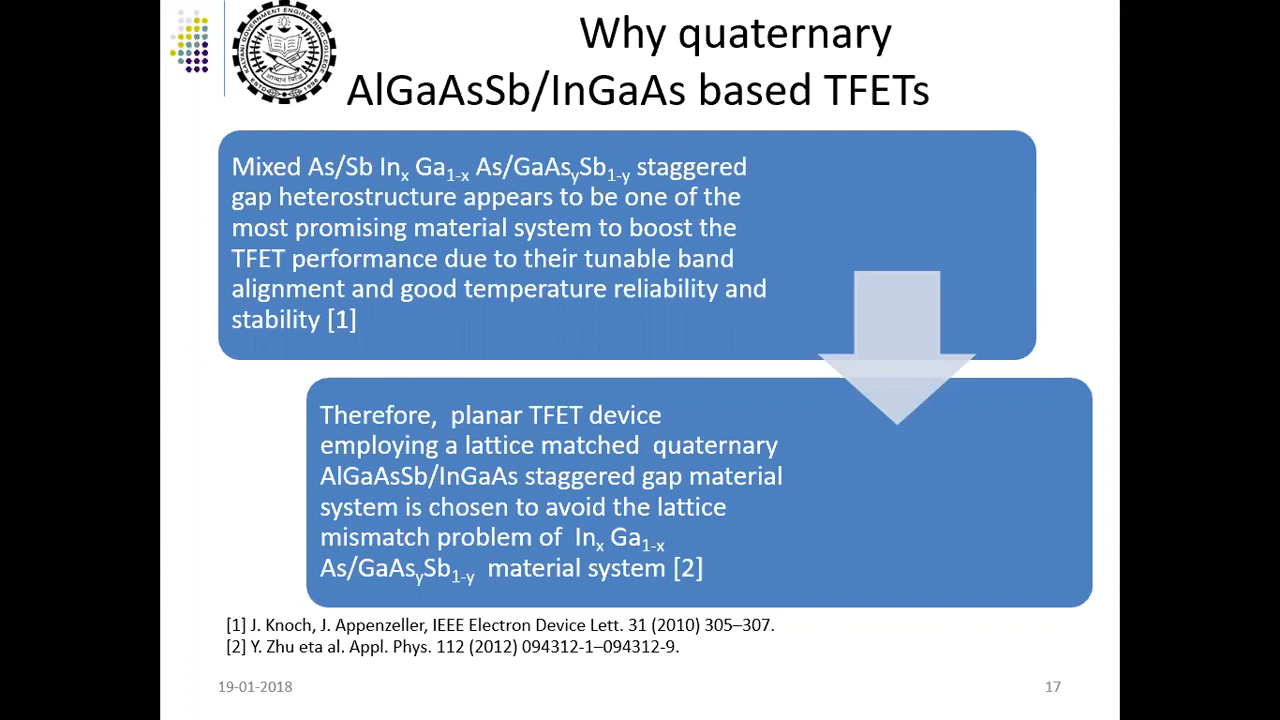 Why quaternary
AlGaAsSb/InGaAs based TFETs
Mixed As/Sb InₓGa₁₋ₓ As/GaAsᵧSb₁₋ᵧ staggered
gap heterostructure appears to be one of the
most promising material system to boost the
TFET performance due to their tunable band
alignment and good temperature reliability and
stability [1]
Therefore, planar TFET device
employing a lattice matched quaternary
AlGaAsSb/InGaAs staggered gap material
system is chosen to avoid the lattice
mismatch problem of Inₓ Ga₁₋ₓ
As/GaAsᵧSb₁₋ᵧ material system [2]
[1] J. Knoch, J. Appenzeller, IEEE Electron Device Lett. 31 (2010) 305–307.
[2] Y. Zhu eta al. Appl. Phys. 112 (2012) 094312-1–094312-9.
19-01-2018
17